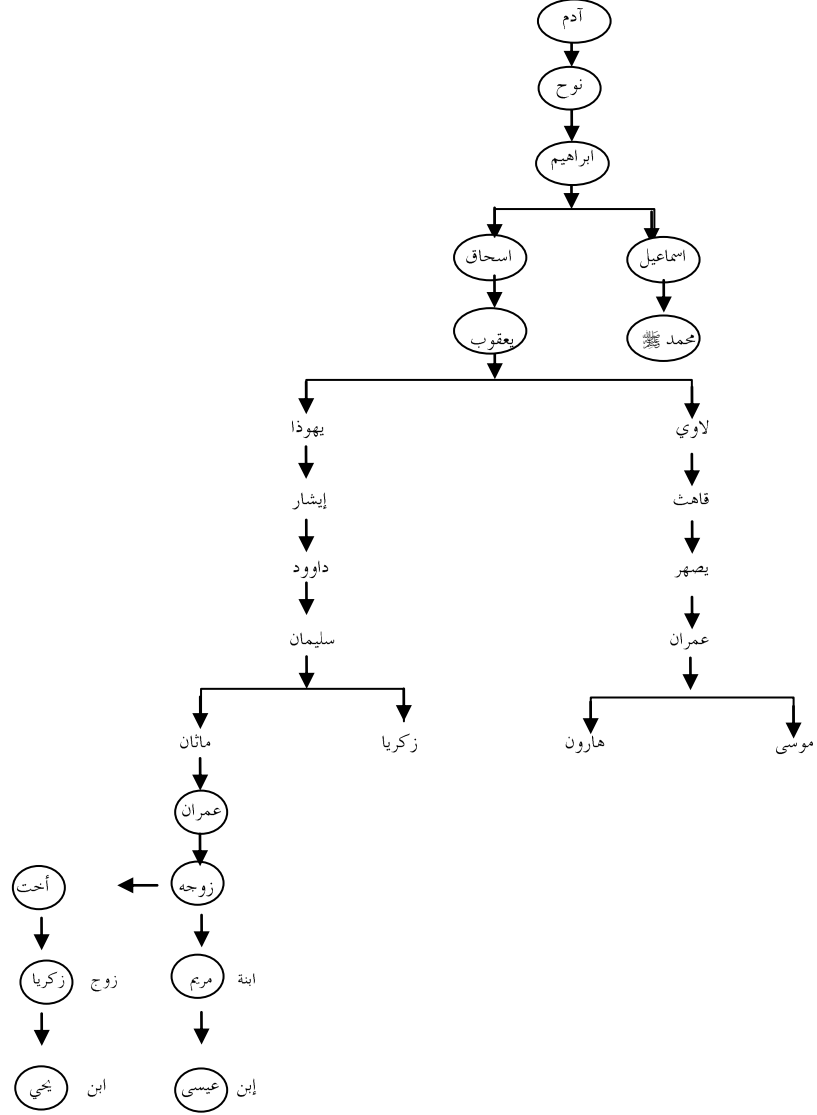 آدم
نوح
ابراهيم
اسماعيل
اسحاق
محمد ﷺ
يعقوب
لاوي
يهوذا
قاهث
إيشار
يصهر
داوود
عمران
سليمان
موسى
هارون
زكريا
ماثان
عمران
زوجه
أخت
ابنة
مريم
زوج
زكريا
إبن
عيسى
ابن
يحي